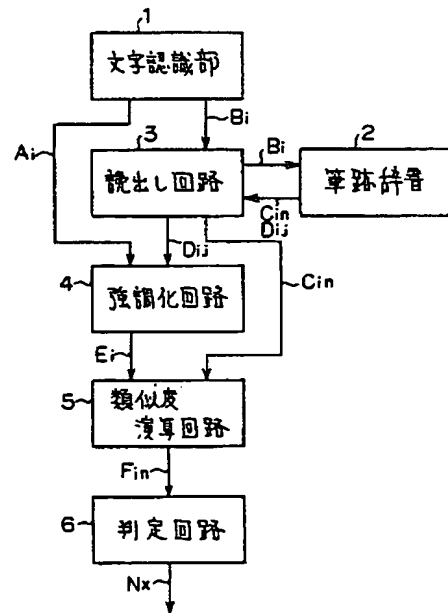 1
文字認識部
Ai
Bi
3
読出し回路
Bi
2
筆跡辞書
Cin
Dij
Dij
Cin
4
強調化回路
Ei
5
類似度
演算回路
Fin
6
判定回路
Nx